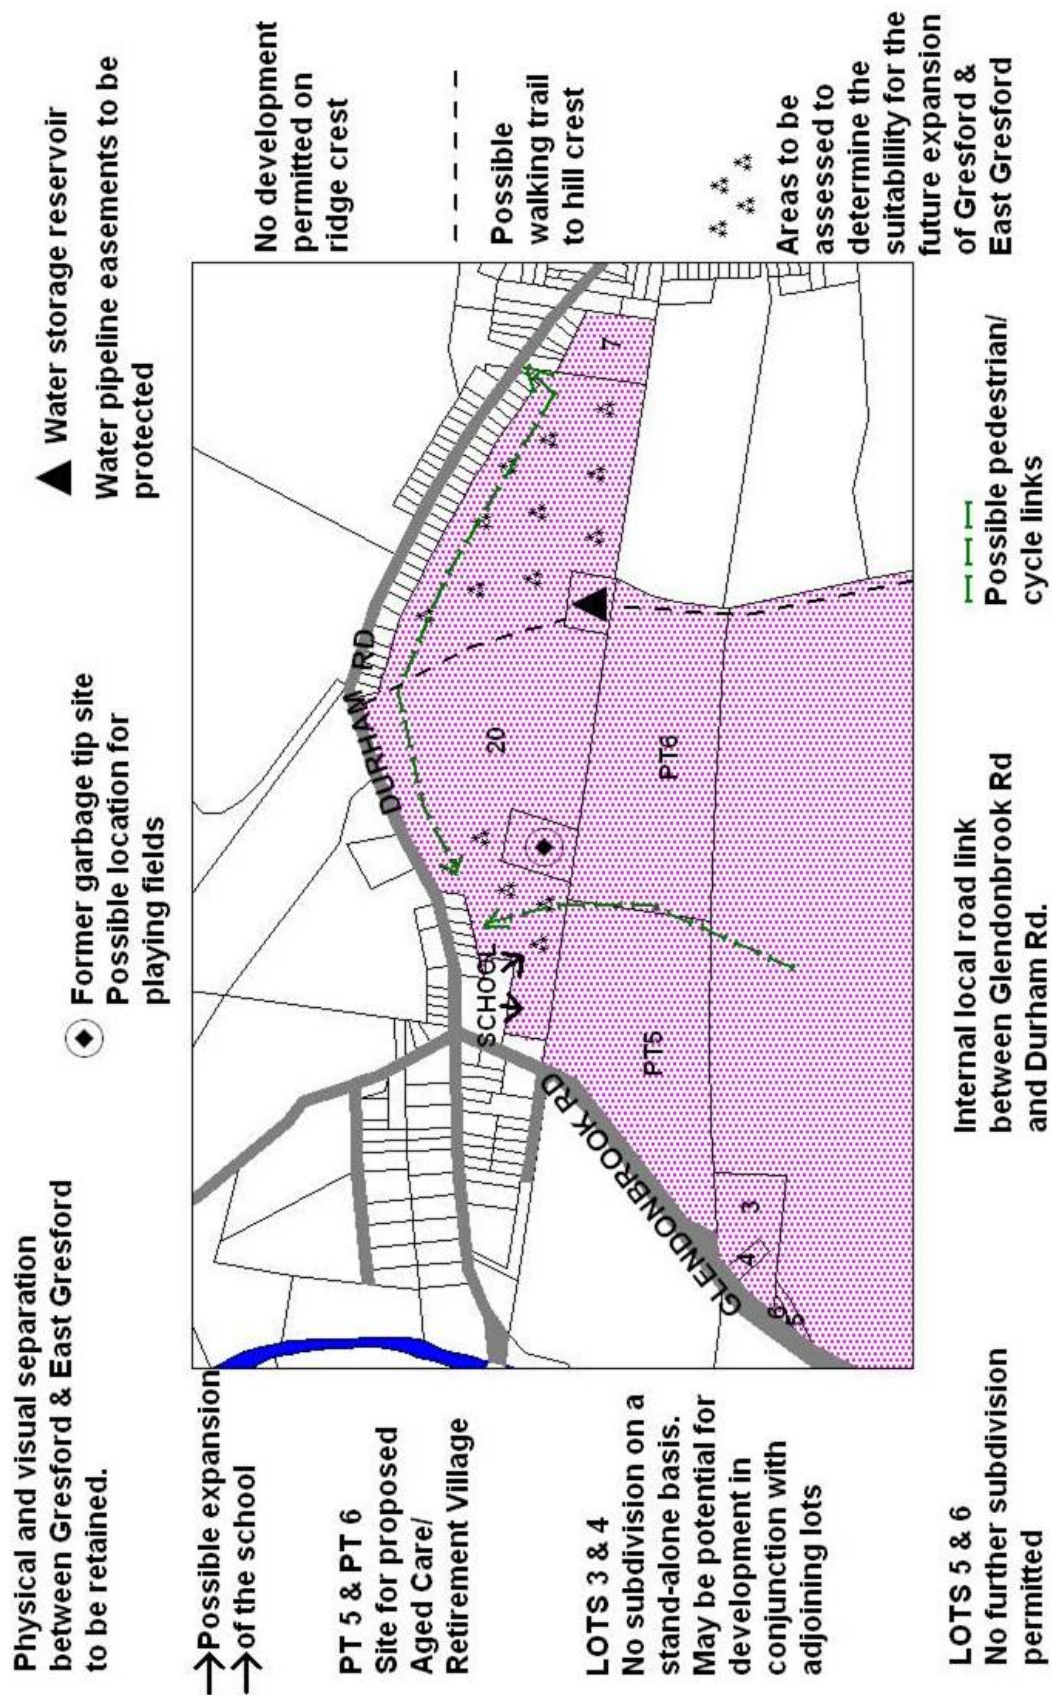 Physical and visual separation
between Gresford & East Gresford
to be retained.
Former garbage tip site
Possible location for
playing fields
Water storage reservoir
Water pipeline easements to be
protected
Possible expansion
of the school
PT 5 & PT 6
Site for proposed
Aged Care/
Retirement Village
LOTS 3 & 4
No subdivision on a
stand-alone basis.
May be potential for
development in
conjunction with
adjoining lots
LOTS 5 & 6
No further subdivision
permitted
DURHAM RD
SCHOOL
GLENDONBROOK RD
20
7
PT5
PT6
3
4
6
5
No development
permitted on
ridge crest
Possible
walking trail
to hill crest
Areas to be
assessed to
determine the
suitablility for the
future expansion
of Gresford &
East Gresford
Internal local road link
between Glendonbrook Rd
and Durham Rd.
Possible pedestrian/
cycle links